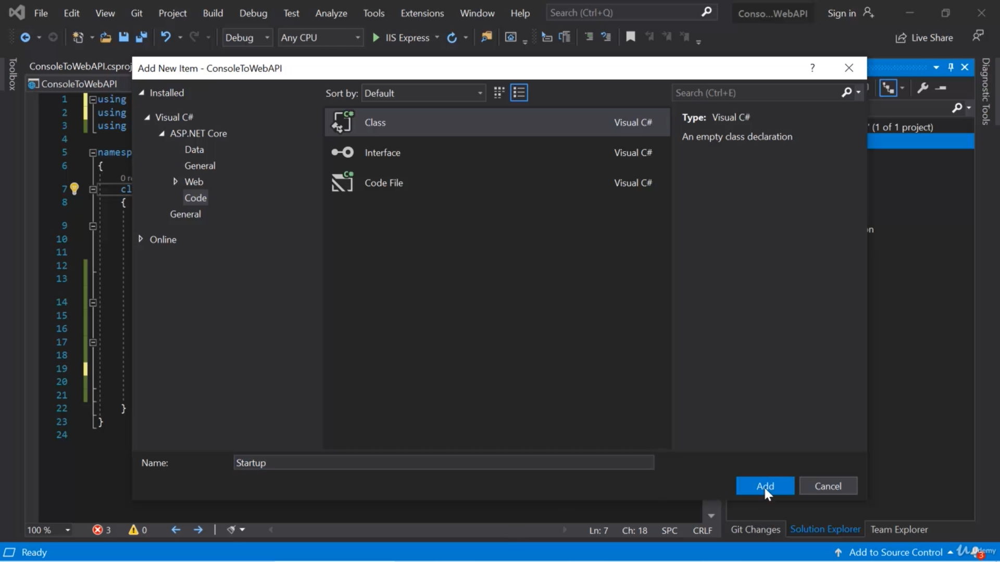 File Edit View Git Project Build Debug Test Analyze Tools Extensions Window Help Search (Ctrl+Q) Conso...WebAPI Sign in
Debug Any CPU IIS Express Live Share
Toolbox
ConsoleToWebAPI.csproj
Add New Item - ConsoleToWebAPI ?
Diagnostic Tools
ConsoleToWebAPI
Installed
Sort by: Default
Search (Ctrl+E)
Visual C#
ASP.NET Core
Data
General
Web
Code
General
Online
Class Visual C#
Interface Visual C#
Code File Visual C#
Type: Visual C#
An empty class declaration
(1 of 1 project)
1 using
2 using
3 using
4
5 namesp
6 {
7 cl
8 {
9
10
11
12
13
14
15
16
17
18
19
20
21
22 }
23 }
24
Name: Startup
Add Cancel
100 % 3 0 Ln: 7 Ch: 18 SPC CRLF
Git Changes Solution Explorer Team Explorer
Ready Add to Source Control 3
Udemy